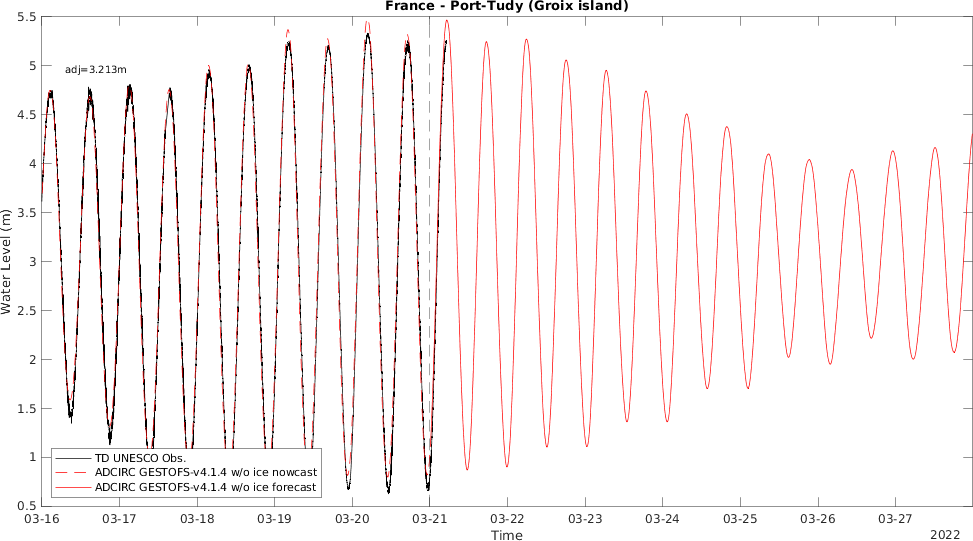 France - Port-Tudy (Groix island)
5.5
5
4.5
4
3.5
3
2.5
2
1.5
1
0.5
Water Level (m)
adj=3.213m
TD UNESCO Obs.
ADCIRC GESTOFS-v4.1.4 w/o ice nowcast
ADCIRC GESTOFS-v4.1.4 w/o ice forecast
03-16 03-17 03-18 03-19 03-20 03-21 03-22 03-23 03-24 03-25 03-26 03-27
Time
2022